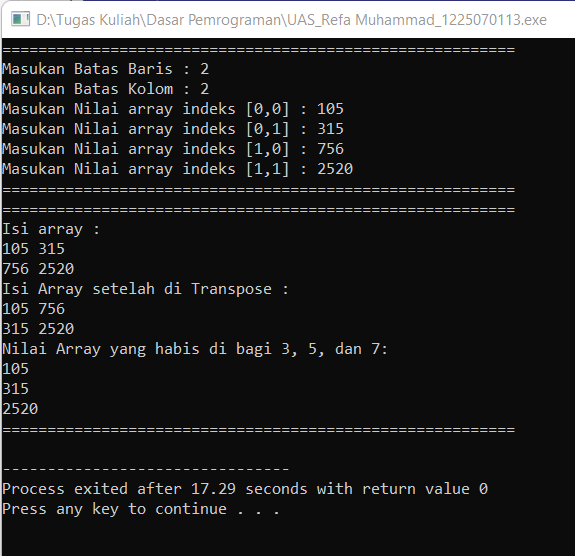 D:\Tugas Kuliah\Dasar Pemrograman\UAS_Refa Muhammad_1225070113.exe
=========================================================
Masukan Batas Baris : 2
Masukan Batas Kolom : 2
Masukan Nilai array indeks [0,0] : 105
Masukan Nilai array indeks [0,1] : 315
Masukan Nilai array indeks [1,0] : 756
Masukan Nilai array indeks [1,1] : 2520
=========================================================
=========================================================
Isi array :
105 315
756 2520
Isi Array setelah di Transpose :
105 756
315 2520
Nilai Array yang habis di bagi 3, 5, dan 7:
105
315
2520
=========================================================
--------------------------------
Process exited after 17.29 seconds with return value 0
Press any key to continue . . .